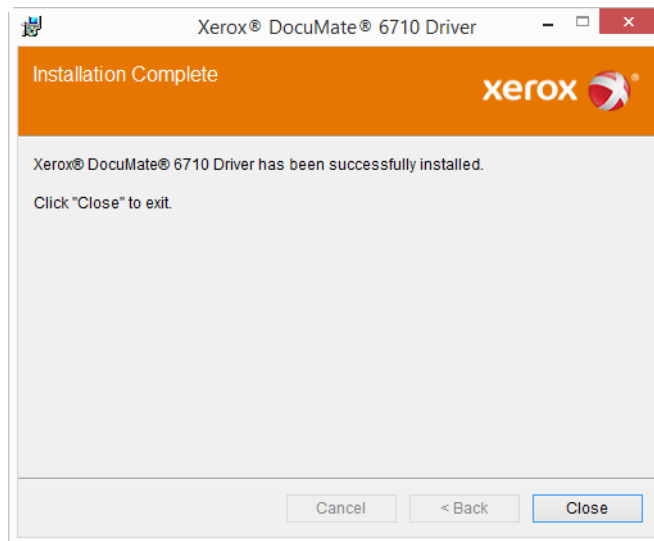 Xerox® DocuMate® 6710 Driver
Installation Complete
xerox
Xerox® DocuMate® 6710 Driver has been successfully installed.
Click "Close" to exit.
Cancel
< Back
Close